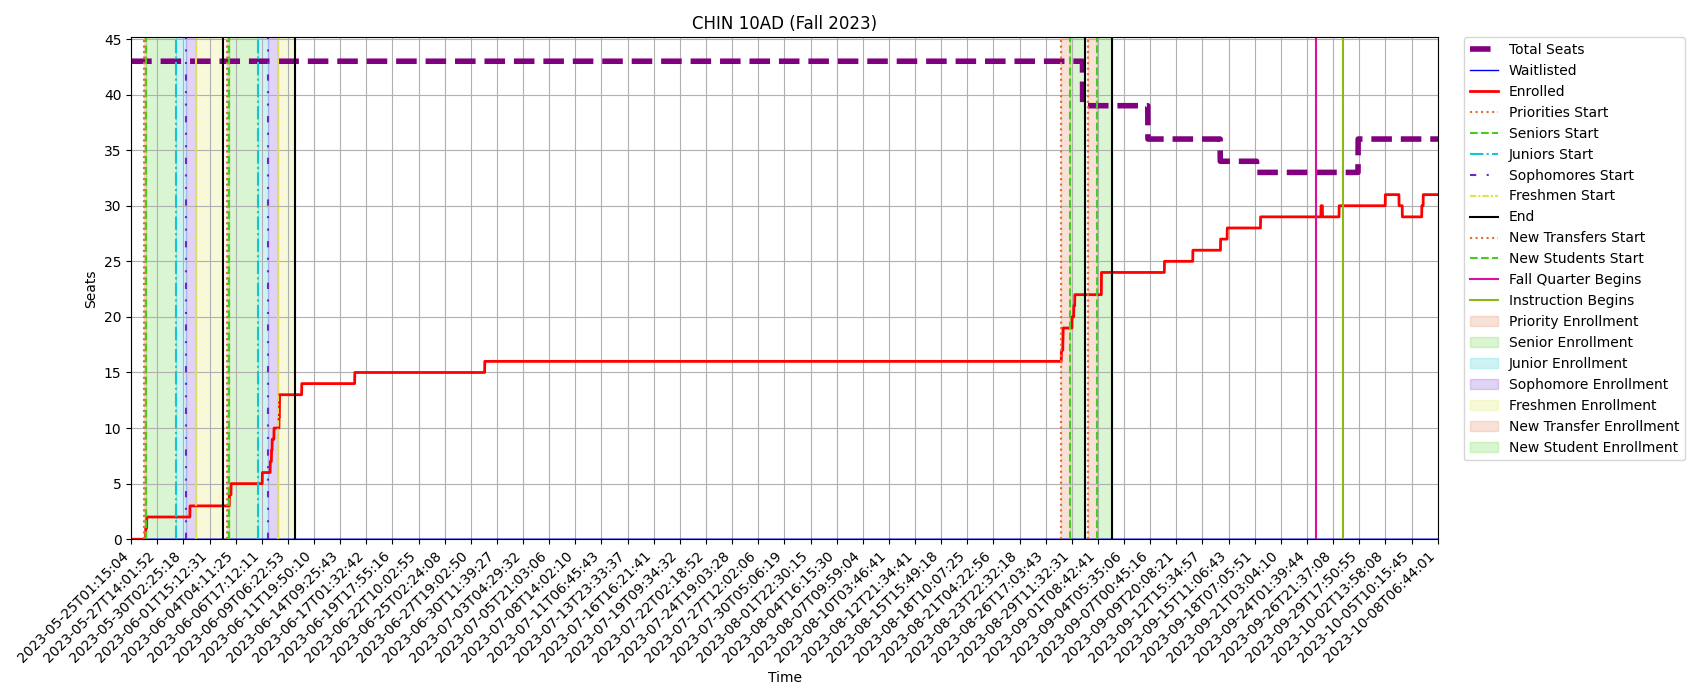 CHIN 10AD (Fall 2023)
Seats
45
40
35
30
25
20
15
10
5
0
2023-05-25T01:15:04
2023-05-27T14:01:52
2023-05-30T02:25:18
2023-06-01T15:12:31
2023-06-04T04:11:25
2023-06-06T17:12:11
2023-06-09T06:22:53
2023-06-11T19:50:10
2023-06-14T09:25:43
2023-06-17T01:32:42
2023-06-19T17:55:16
2023-06-22T10:02:55
2023-06-25T02:24:08
2023-06-27T19:02:50
2023-06-30T11:39:27
2023-07-03T04:29:32
2023-07-05T21:03:06
2023-07-08T14:02:10
2023-07-11T06:45:43
2023-07-13T23:33:37
2023-07-16T16:21:41
2023-07-19T09:34:32
2023-07-22T02:18:52
2023-07-24T19:03:28
2023-07-27T12:02:06
2023-07-30T05:06:19
2023-08-01T22:30:15
2023-08-04T16:15:30
2023-08-07T09:59:04
2023-08-10T03:46:41
2023-08-12T21:34:41
2023-08-15T15:49:18
2023-08-18T10:07:25
2023-08-21T04:22:56
2023-08-23T22:32:18
2023-08-26T17:03:43
2023-08-29T11:32:31
2023-09-01T08:42:41
2023-09-04T05:35:06
2023-09-07T00:45:16
2023-09-09T20:08:21
2023-09-12T15:34:57
2023-09-15T11:06:43
2023-09-18T07:05:51
2023-09-21T03:04:10
2023-09-24T01:39:44
2023-09-26T21:37:08
2023-09-29T17:50:55
2023-10-02T13:58:08
2023-10-05T10:15:45
2023-10-08T06:44:01
Time
Total Seats
Waitlisted
Enrolled
Priorities Start
Seniors Start
Juniors Start
Sophomores Start
Freshmen Start
End
New Transfers Start
New Students Start
Fall Quarter Begins
Instruction Begins
Priority Enrollment
Senior Enrollment
Junior Enrollment
Sophomore Enrollment
Freshmen Enrollment
New Transfer Enrollment
New Student Enrollment